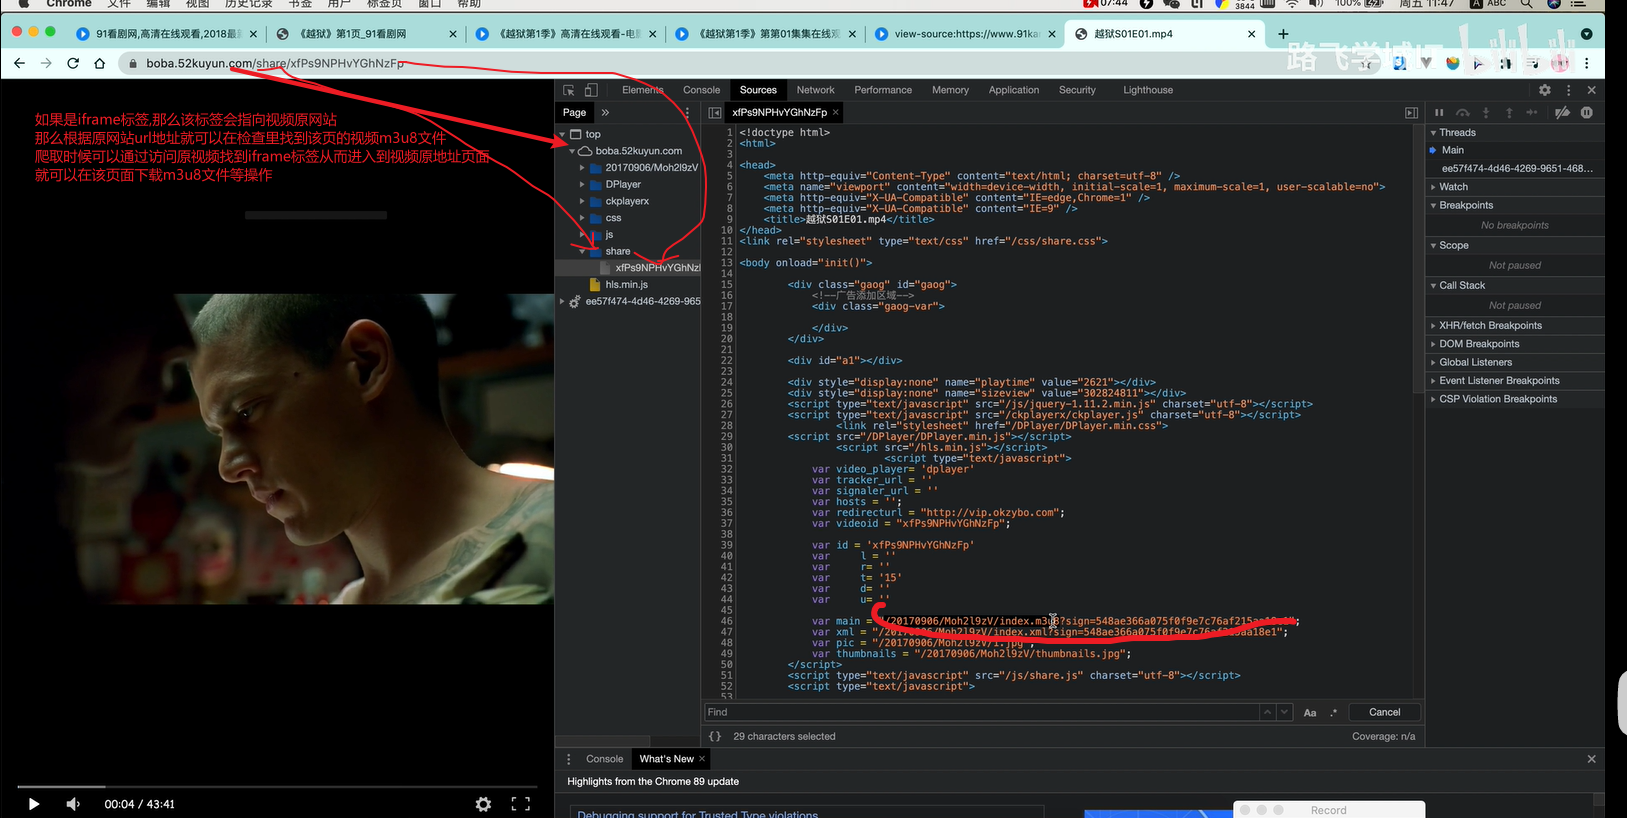 Chrome 文件 编辑 视图 历史记录 书签 用户 标签页 窗口 帮助
07:44 3844 100% 周五 11:47 A ABC
91看剧网,高清在线观看,2018最
《越狱》第1页_91看剧网
《越狱第1季》高清在线观看-电
《越狱第1季》第第01集集在线观
view-source:https://www.91ka
越狱S01E01.mp4
路飞学城
boba.52kuyun.com/share/xfPs9NPHvYGhNzFp
如果是iframe标签,那么该标签会指向视频原网站
那么根据原网站url地址就可以在检查里找到该页的视频m3u8文件
爬取时候可以通过访问原视频找到iframe标签从而进入到视频原地址页面
就可以在该页面下载m3u8文件等操作
00:04 / 43:41
Elements Console Sources Network Performance Memory Application Security Lighthouse
Page
top
boba.52kuyun.com
20170906/Moh2l9zV
DPlayer
ckplayerx
css
js
share
xfPs9NPHvYGhNzI
hls.min.js
ee57f474-4d46-4269-965
xfPs9NPHvYGhNzFp
1 <!doctype html>
2 <html>
3
4 <head>
5 <meta http-equiv="Content-Type" content="text/html; charset=utf-8" />
6 <meta name="viewport" content="width=device-width, initial-scale=1, maximum-scale=1, user-scalable=no">
7 <meta http-equiv="X-UA-Compatible" content="IE=edge,Chrome=1" />
8 <meta http-equiv="X-UA-Compatible" content="IE=9" />
9 <title>越狱S01E01.mp4</title>
10 </head>
11 <link rel="stylesheet" type="text/css" href="/css/share.css">
12
13 <body onload="init()">
14
15 <div class="gaog" id="gaog">
16 <!--广告添加区域-->
17 <div class="gaog-var">
18
19 </div>
20 </div>
21
22 <div id="a1"></div>
23
24 <div style="display:none" name="playtime" value="2621"></div>
25 <div style="display:none" name="sizeview" value="302824811"></div>
26 <script type="text/javascript" src="/js/jquery-1.11.2.min.js" charset="utf-8"></script>
27 <script type="text/javascript" src="/ckplayerx/ckplayer.js" charset="utf-8"></script>
28 <link rel="stylesheet" href="/DPlayer/DPlayer.min.css">
29 <script src="/DPlayer/DPlayer.min.js"></script>
30 <script src="/hls.min.js"></script>
31 <script type="text/javascript">
32 var video_player= 'dplayer'
33 var tracker_url = ''
34 var signaler_url = ''
35 var hosts = '';
36 var redirecturl = "http://vip.okzybo.com";
37 var videoid = "xfPs9NPHvYGhNzFp";
38
39 var id = 'xfPs9NPHvYGhNzFp'
40 var l = ''
41 var r= ''
42 var t= '15'
43 var d= ''
44 var u= ''
45
46 var main = "/20170906/Moh2l9zV/index.m3u8?sign=548ae366a075f0f9e7c76af215aa18e1";
47 var xml = "/20170906/Moh2l9zV/index.xml?sign=548ae366a075f0f9e7c76af215aa18e1";
48 var pic = "/20170906/Moh2l9zV/1.jpg";
49 var thumbnails = "/20170906/Moh2l9zV/thumbnails.jpg";
50 </script>
51 <script type="text/javascript" src="/js/share.js" charset="utf-8"></script>
52 <script type="text/javascript">
53
Find Aa .* Cancel
{} 29 characters selected Coverage: n/a
Threads
Main
ee57f474-4d46-4269-9651-468…
Watch
Breakpoints
No breakpoints
Scope
Not paused
Call Stack
Not paused
XHR/fetch Breakpoints
DOM Breakpoints
Global Listeners
Event Listener Breakpoints
CSP Violation Breakpoints
Console What's New
Highlights from the Chrome 89 update
Debugging support for Trusted Type violations
Record